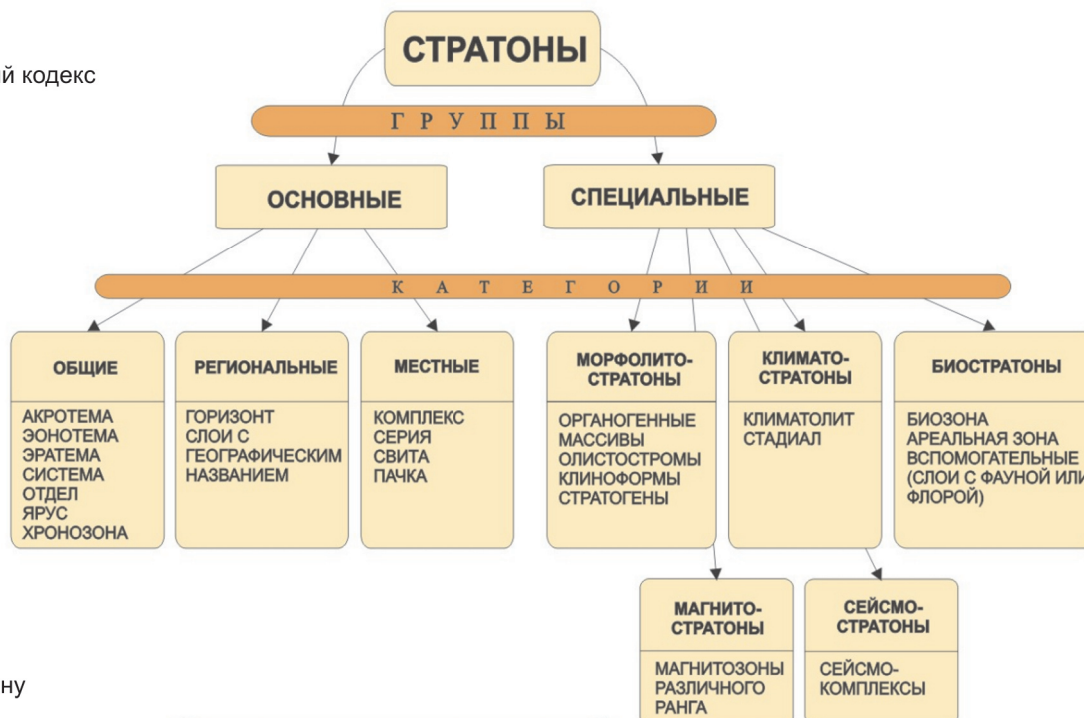 СТРАТОНЫ
й кодекс
ГРУППЫ
ОСНОВНЫЕ
СПЕЦИАЛЬНЫЕ
КАТЕГОРИИ
ОБЩИЕ
АКРОТЕМА
ЭОНОТЕМА
ЭРАТЕМА
СИСТЕМА
ОТДЕЛ
ЯРУС
ХРОНОЗОНА
РЕГИОНАЛЬНЫЕ
ГОРИЗОНТ
СЛОИ С
ГЕОГРАФИЧЕСКИМ
НАЗВАНИЕМ
МЕСТНЫЕ
КОМПЛЕКС
СЕРИЯ
СВИТА
ПАЧКА
МОРФОЛИТО-
СТРАТОНЫ
ОРГАНОГЕННЫЕ
МАССИВЫ
ОЛИСТОСТРОМЫ
КЛИНОФОРМЫ
СТРАТОГЕНЫ
КЛИМАТО-
СТРАТОНЫ
КЛИМАТОЛИТ
СТАДИАЛ
БИОСТРАТОНЫ
БИОЗОНА
АРЕАЛЬНАЯ ЗОНА
ВСПОМОГАТЕЛЬНЫЕ
(СЛОИ С ФАУНОЙ ИЛИ
ФЛОРОЙ)
МАГНИТО-
СТРАТОНЫ
МАГНИТОЗОНЫ
РАЗЛИЧНОГО
РАНГА
СЕЙСМО-
СТРАТОНЫ
СЕЙСМО-
КОМПЛЕКСЫ
ну